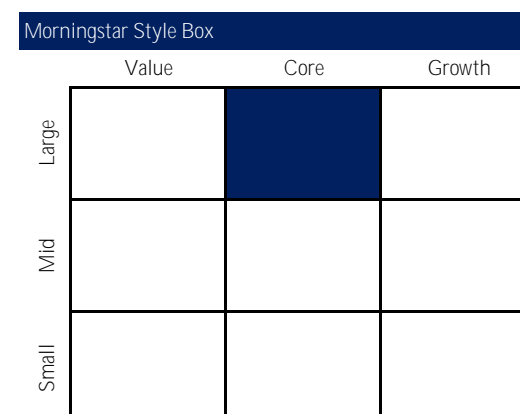 Morningstar Style Box
Value Core Growth
Large
Mid
Small